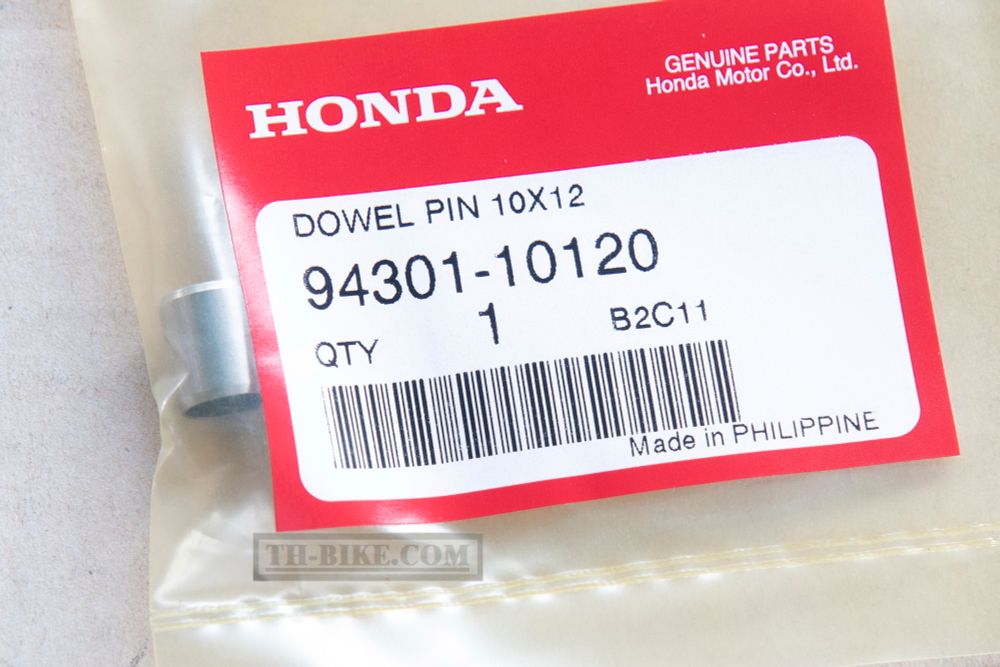 HONDA
GENUINE PARTS
Honda Motor Co., Ltd.
DOWEL PIN 10X12
94301-10120
QTY 1 B2C11
Made in PHILIPPINE
TH-BIKE.COM